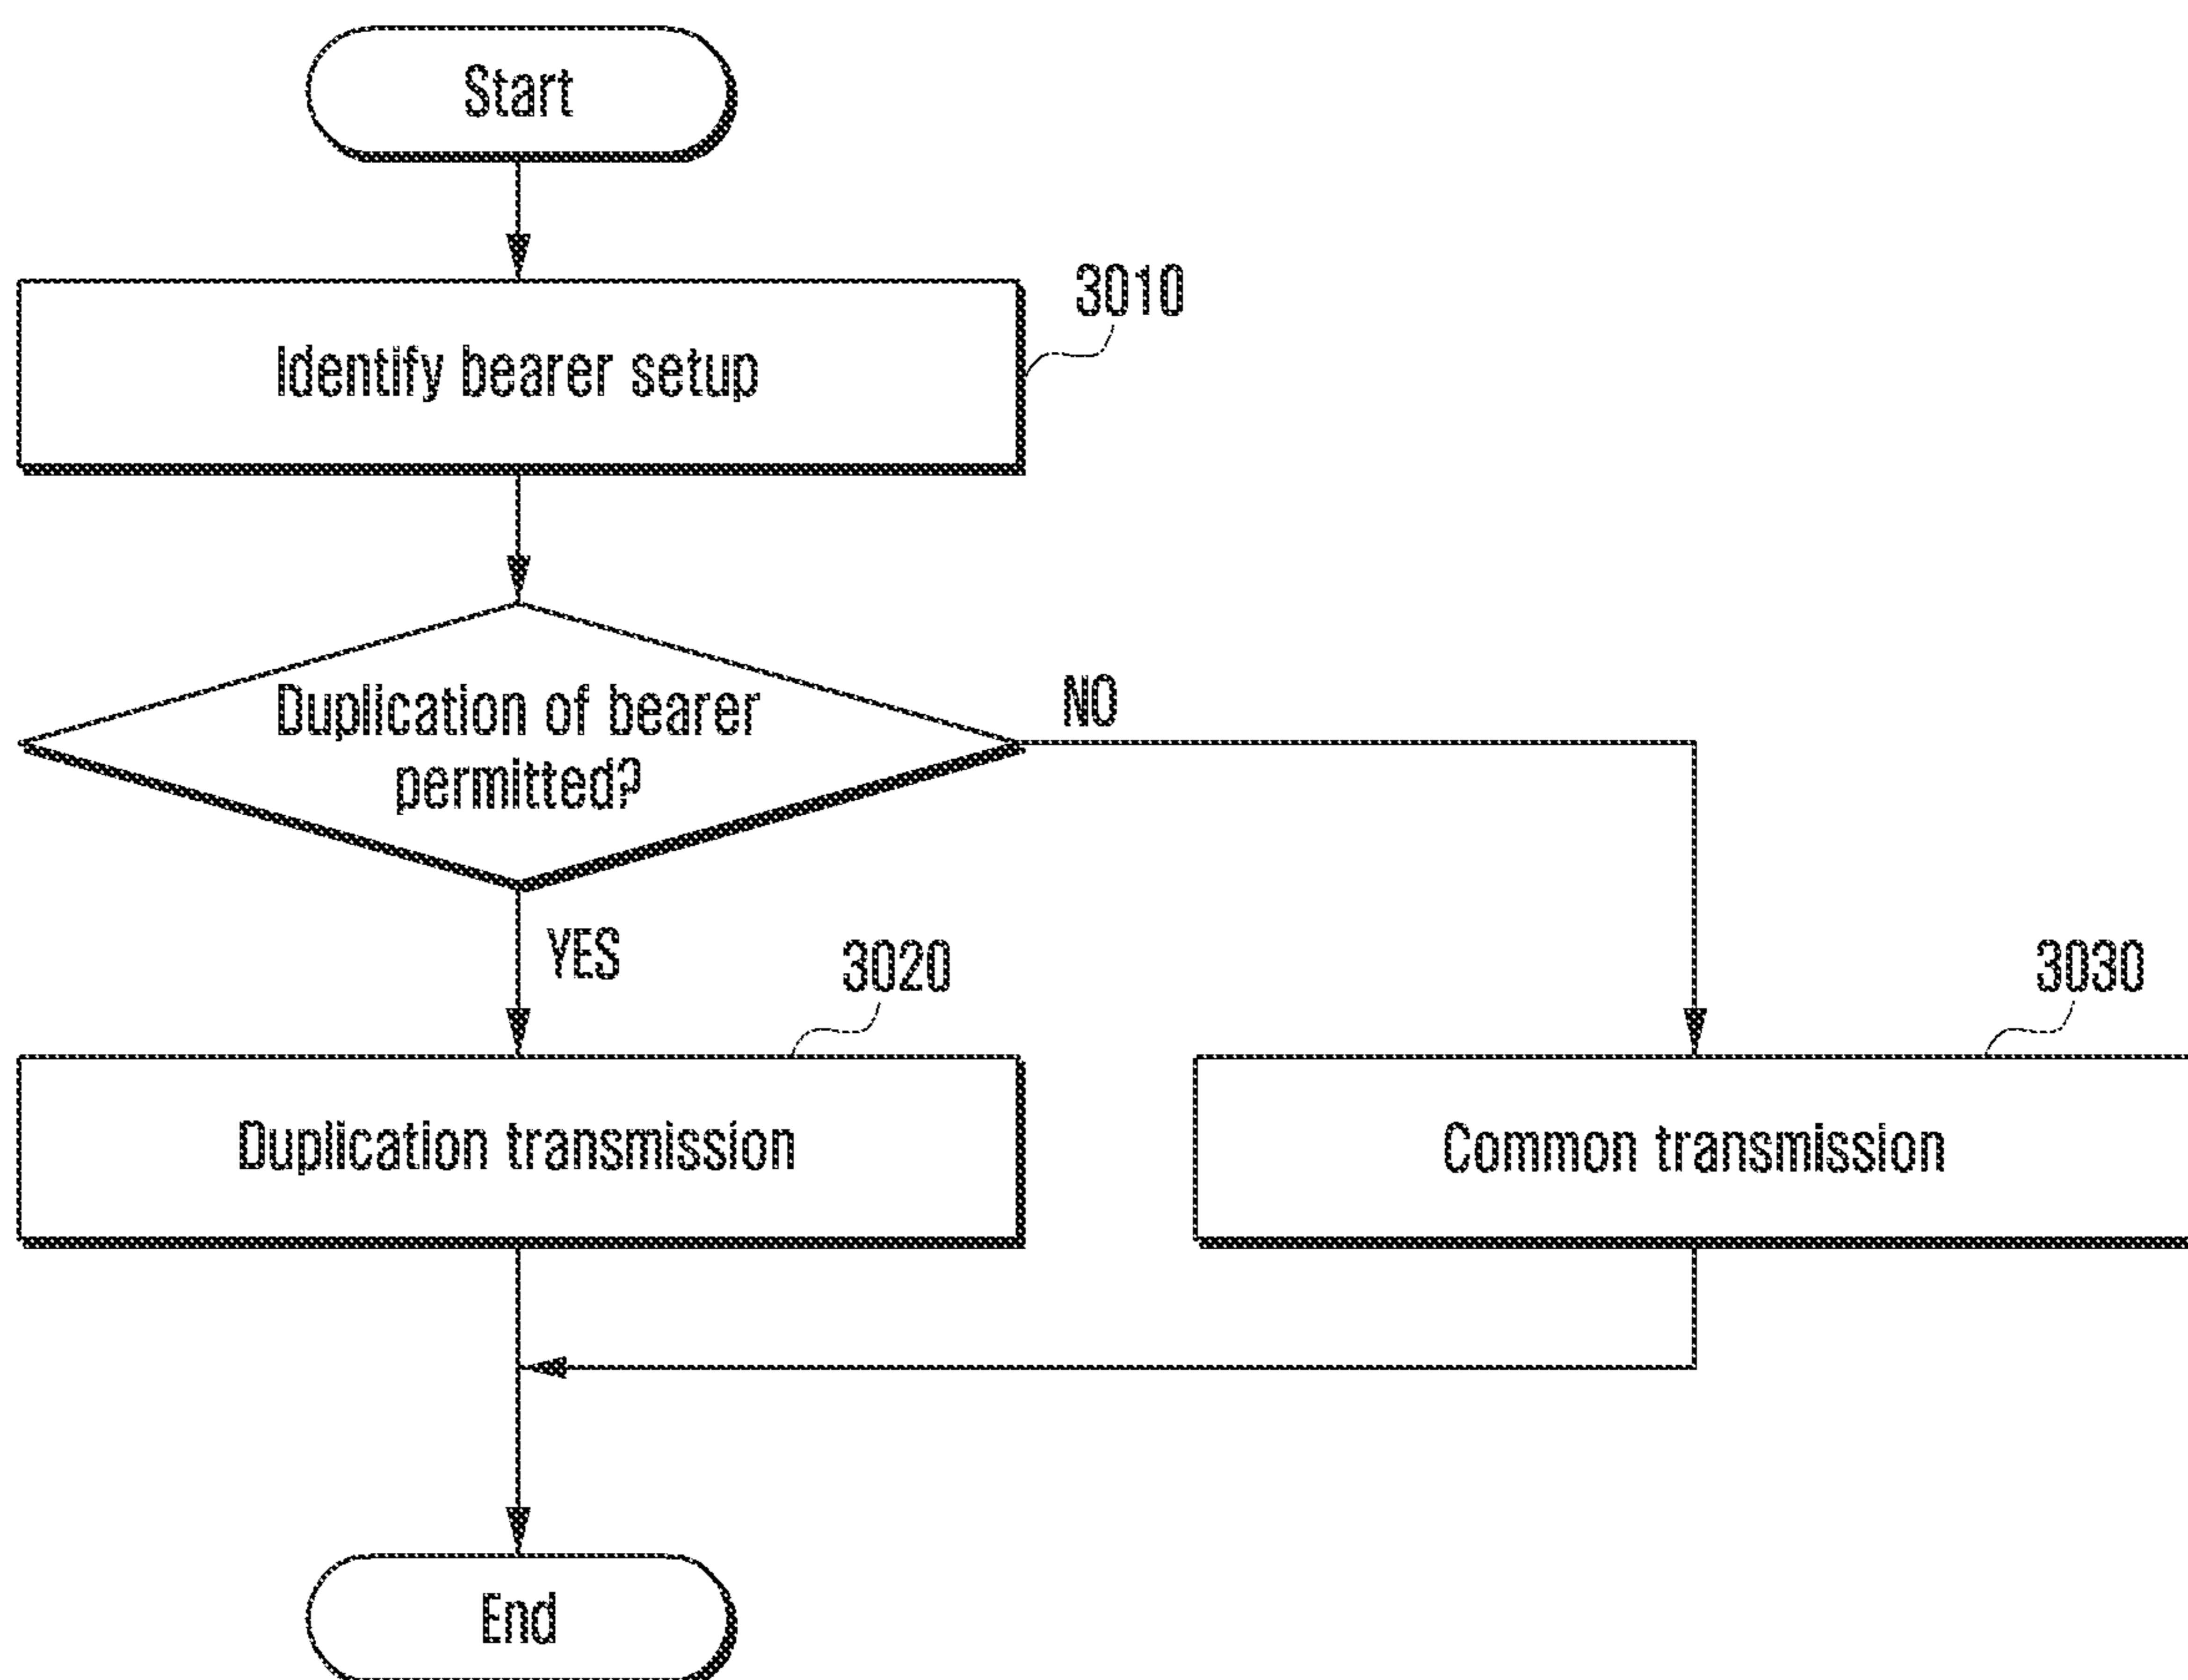 Start
3010
Identify bearer setup
Duplication of bearer
permitted?
NO
YES
3020
3030
Duplication transmission
Common transmission
End